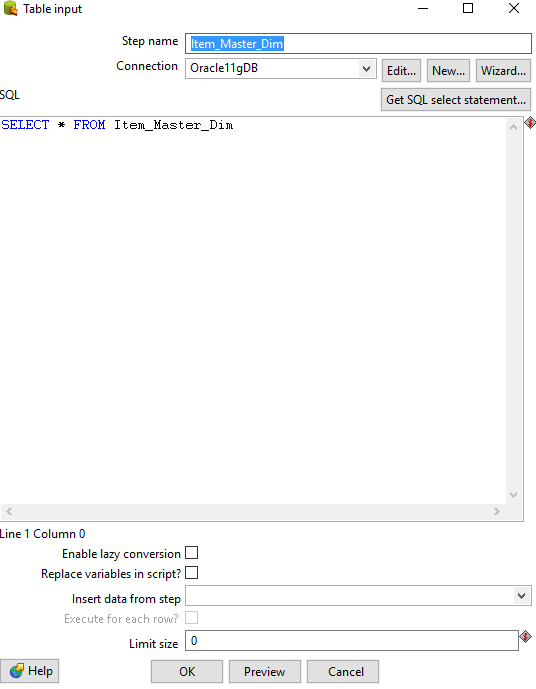 Table input
Step name Item_Master_Dim
Connection Oracle11gDB Edit... New... Wizard...
SQL Get SQL select statement...
SELECT * FROM Item_Master_Dim
Line 1 Column 0
Enable lazy conversion
Replace variables in script?
Insert data from step
Execute for each row?
Limit size 0
Help OK Preview Cancel